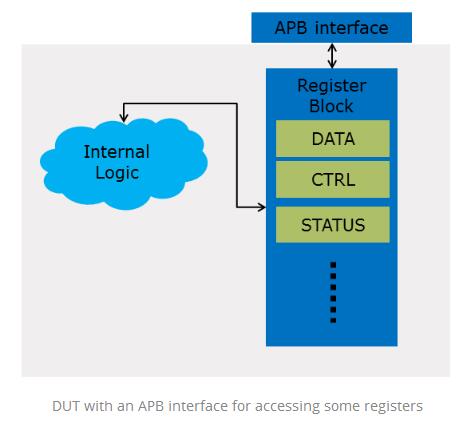 APB interface
Register
Block
DATA
CTRL
STATUS
Internal
Logic
DUT with an APB interface for accessing some registers